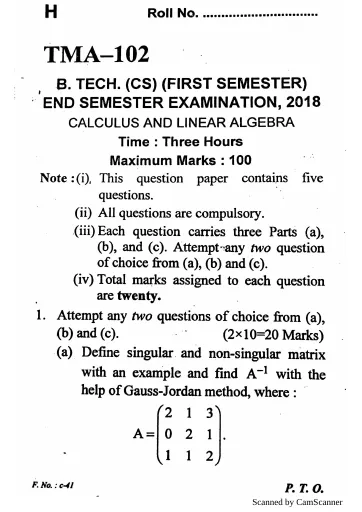 H Roll No. ................................
TMA–102
B. TECH. (CS) (FIRST SEMESTER)
END SEMESTER EXAMINATION, 2018
CALCULUS AND LINEAR ALGEBRA
Time : Three Hours
Maximum Marks : 100
Note : (i) This question paper contains five
questions.
(ii) All questions are compulsory.
(iii) Each question carries three Parts (a),
(b), and (c). Attempt any two question
of choice from (a), (b) and (c).
(iv) Total marks assigned to each question
are twenty.
1. Attempt any two questions of choice from (a),
(b) and (c). (2×10=20 Marks)
(a) Define singular and non-singular matrix
with an example and find A⁻¹ with the
help of Gauss-Jordan method, where :
2 1 3
A = 0 2 1 .
1 1 2
F. No. : c-41 P. T. O.
Scanned by CamScanner